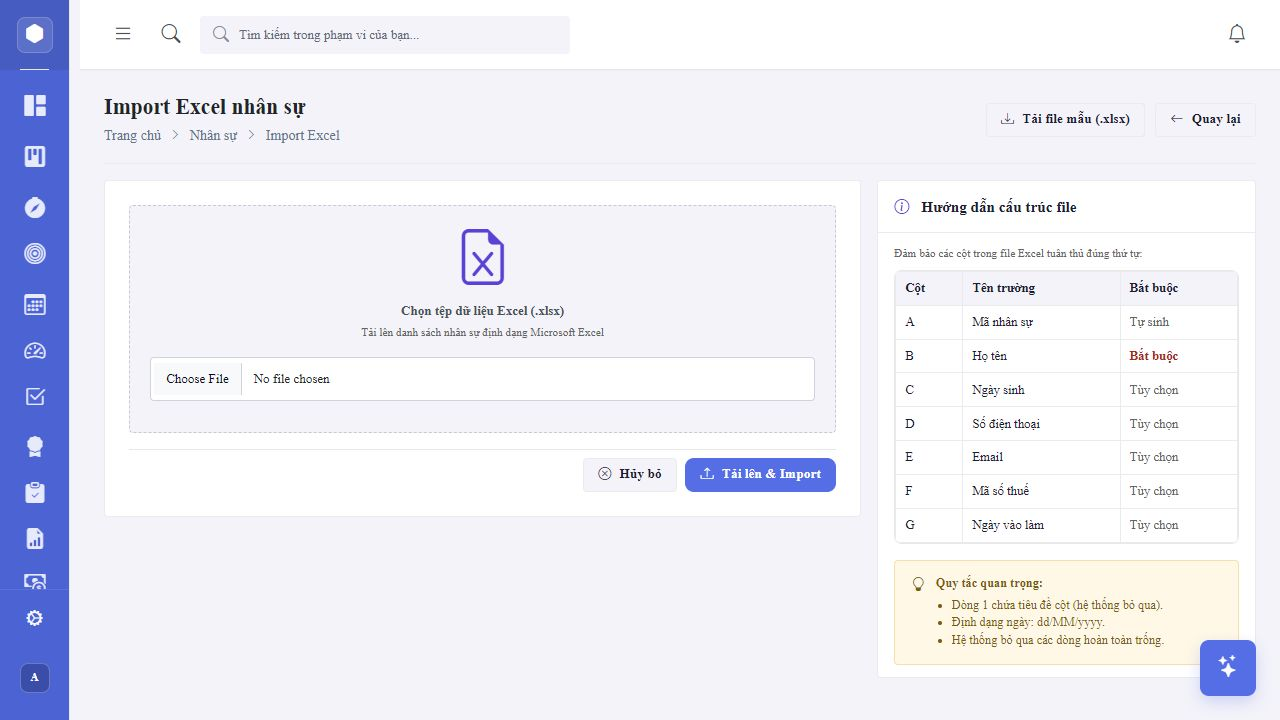 Tìm kiếm trong phạm vi của bạn...
Import Excel nhân sự
Trang chủ > Nhân sự > Import Excel
Tải file mẫu (.xlsx)
Quay lại
Chọn tệp dữ liệu Excel (.xlsx)
Tải lên danh sách nhân sự định dạng Microsoft Excel
Choose File No file chosen
Hủy bỏ
Tải lên & Import
Hướng dẫn cấu trúc file
Đảm bảo các cột trong file Excel tuân thủ đúng thứ tự:
Cột Tên trường Bắt buộc
A Mã nhân sự Tự sinh
B Họ tên Bắt buộc
C Ngày sinh Tùy chọn
D Số điện thoại Tùy chọn
E Email Tùy chọn
F Mã số thuế Tùy chọn
G Ngày vào làm Tùy chọn
Quy tắc quan trọng:
Dòng 1 chứa tiêu đề cột (hệ thống bỏ qua).
Định dạng ngày: dd/MM/yyyy.
Hệ thống bỏ qua các dòng hoàn toàn trống.
A